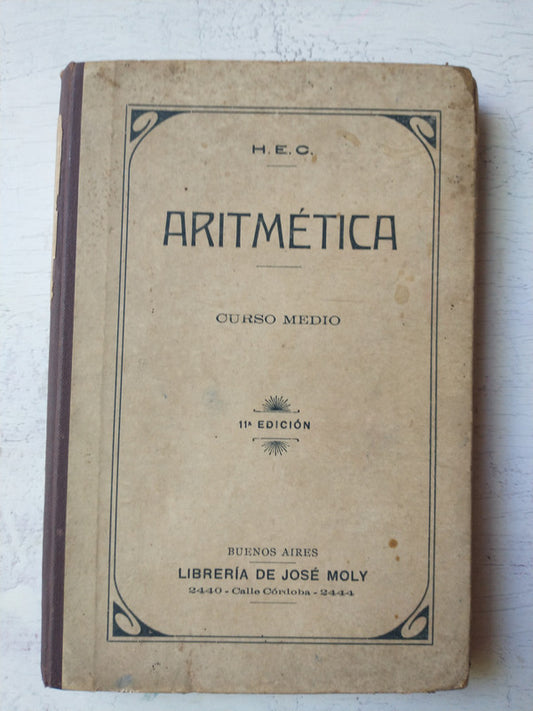 H. E. C.
ARITMÉTICA
CURSO MEDIO
11ª EDICIÓN
BUENOS AIRES
LIBRERÍA DE JOSÉ MOLY
2440 - Calle Córdoba - 2444